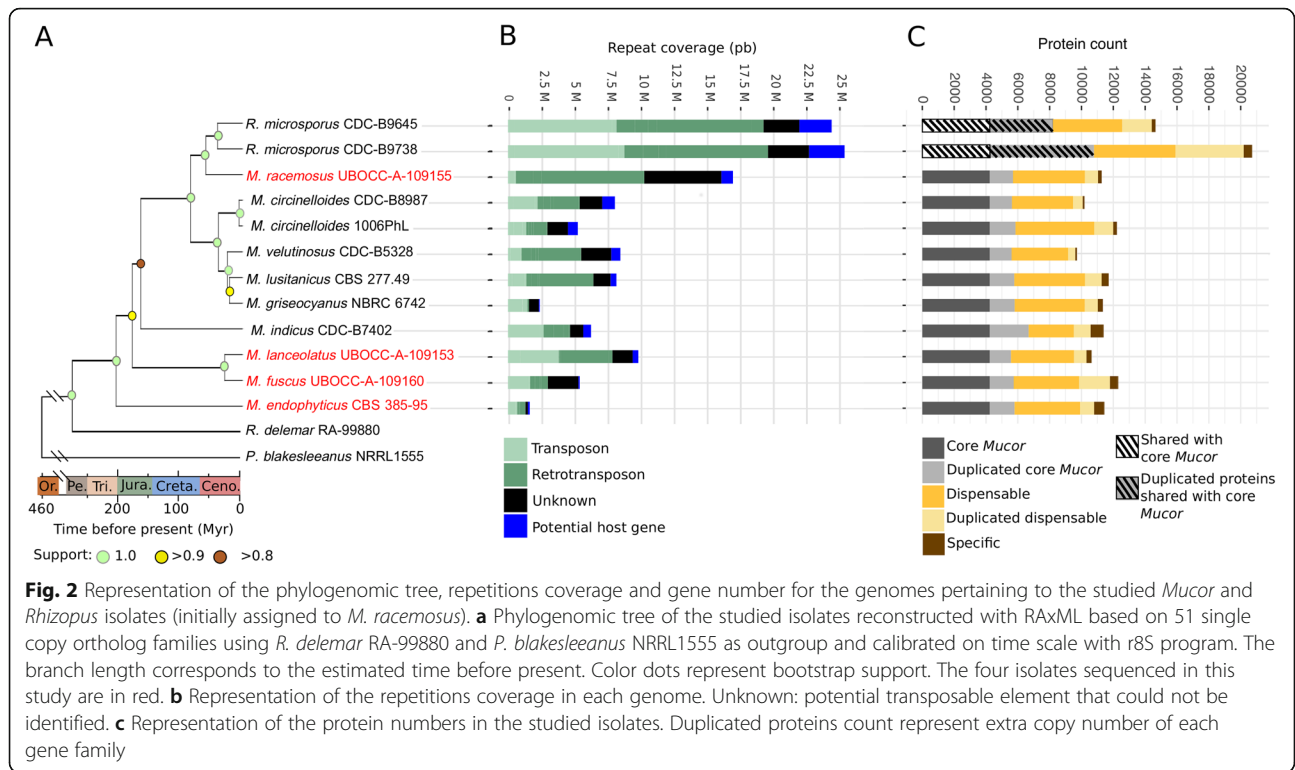 A
B
C
Repeat coverage (pb)
Protein count
0
2.5 M
5 M
7.5 M
10 M
12.5 M
15 M
17.5 M
20 M
22.5 M
25 M
0
2000
4000
6000
8000
10000
12000
14000
16000
18000
20000
R. microsporus CDC-B9645
R. microsporus CDC-B9738
M. racemosus UBOCC-A-109155
M. circinelloides CDC-B8987
M. circinelloides 1006PhL
M. velutinosus CDC-B5328
M. lusitanicus CBS 277.49
M. griseocyanus NBRC 6742
M. indicus CDC-B7402
M. lanceolatus UBOCC-A-109153
M. fuscus UBOCC-A-109160
M. endophyticus CBS 385-95
R. delemar RA-99880
P. blakesleeanus NRRL1555
Or. Pe. Tri. Jura. Creta. Ceno.
460 200 100 0
Time before present (Myr)
Support: 1.0 >0.9 >0.8
Transposon
Retrotransposon
Unknown
Potential host gene
Core Mucor
Duplicated core Mucor
Dispensable
Duplicated dispensable
Specific
Shared with
core Mucor
Duplicated proteins
shared with core
Mucor
Fig. 2 Representation of the phylogenomic tree, repetitions coverage and gene number for the genomes pertaining to the studied Mucor and
Rhizopus isolates (initially assigned to M. racemosus). a Phylogenomic tree of the studied isolates reconstructed with RAxML based on 51 single
copy ortholog families using R. delemar RA-99880 and P. blakesleeanus NRRL1555 as outgroup and calibrated on time scale with r8S program. The
branch length corresponds to the estimated time before present. Color dots represent bootstrap support. The four isolates sequenced in this
study are in red. b Representation of the repetitions coverage in each genome. Unknown: potential transposable element that could not be
identified. c Representation of the protein numbers in the studied isolates. Duplicated proteins count represent extra copy number of each
gene family